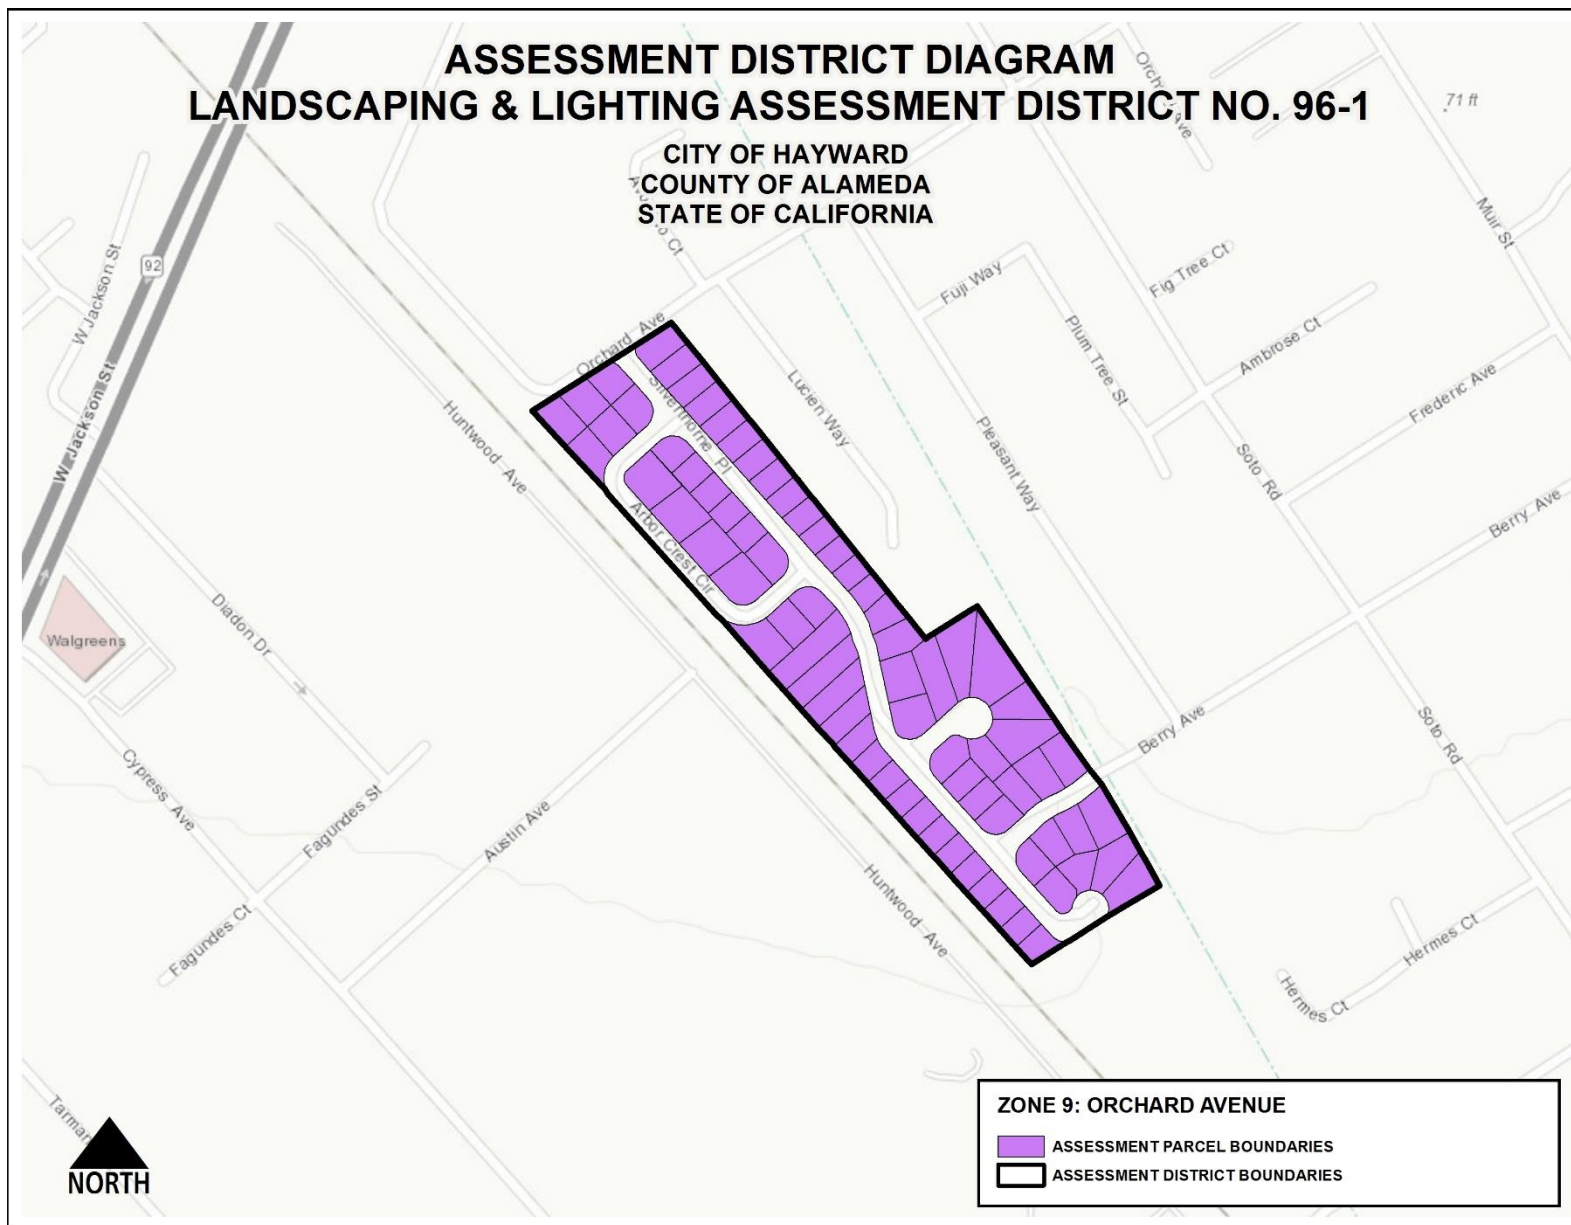 ASSESSMENT DISTRICT DIAGRAM
LANDSCAPING & LIGHTING ASSESSMENT DISTRICT NO. 96-1
CITY OF HAYWARD
COUNTY OF ALAMEDA
STATE OF CALIFORNIA
71 ft
Muir St
W Jackson St
92
Fuji Way
Fig Tree Ct
Orchard Ave
Plum Tree St
Ambrose Ct
Frederic Ave
W Jackson St
Huntwood Ave
Silverthorne Pl
Lucien Way
Pleasant Way
Soto Rd
Berry Ave
Arbor Crest Cir
Walgreens
Diadon Dr
Berry Ave
Soto Rd
Cypress Ave
Fagundes St
Austin Ave
Huntwood Ave
Fagundes Ct
Hermes Ct
Hermes Ct
NORTH
ZONE 9: ORCHARD AVENUE
ASSESSMENT PARCEL BOUNDARIES
ASSESSMENT DISTRICT BOUNDARIES